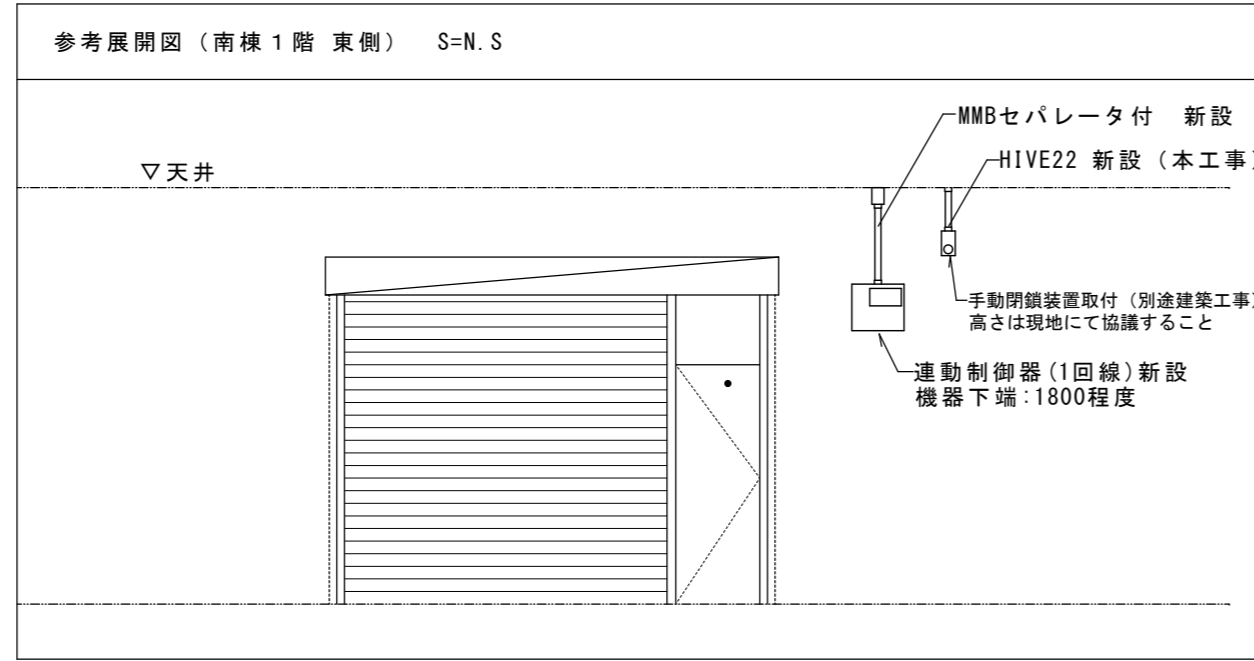 参考展開図（南棟１階 東側） S=N.S
MMBセパレータ付 新設
HIVE22 新設（本工事）
▽天井
手動閉鎖装置取付（別途建築工事）
高さは現地にて協議すること
連動制御器(1回線)新設
機器下端:1800程度